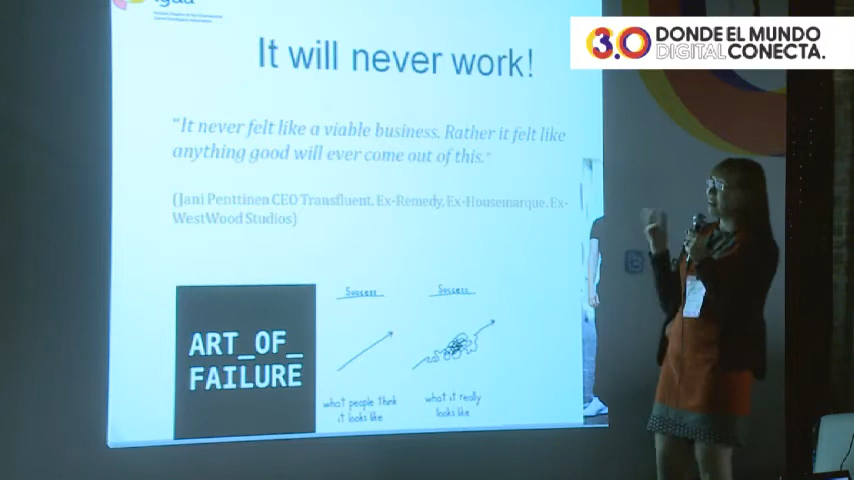 3.0 DONDE EL MUNDO
DIGITAL CONECTA.
It will never work!
"It never felt like a viable business. Rather it felt like
anything good will ever come out of this."
(Jani Penttinen CEO Transfluent, Ex-Remedy, Ex-Housemarque, Ex-
WestWood Studios)
Success
Success
ART_OF_
FAILURE
what people think
it looks like
what it really
looks like